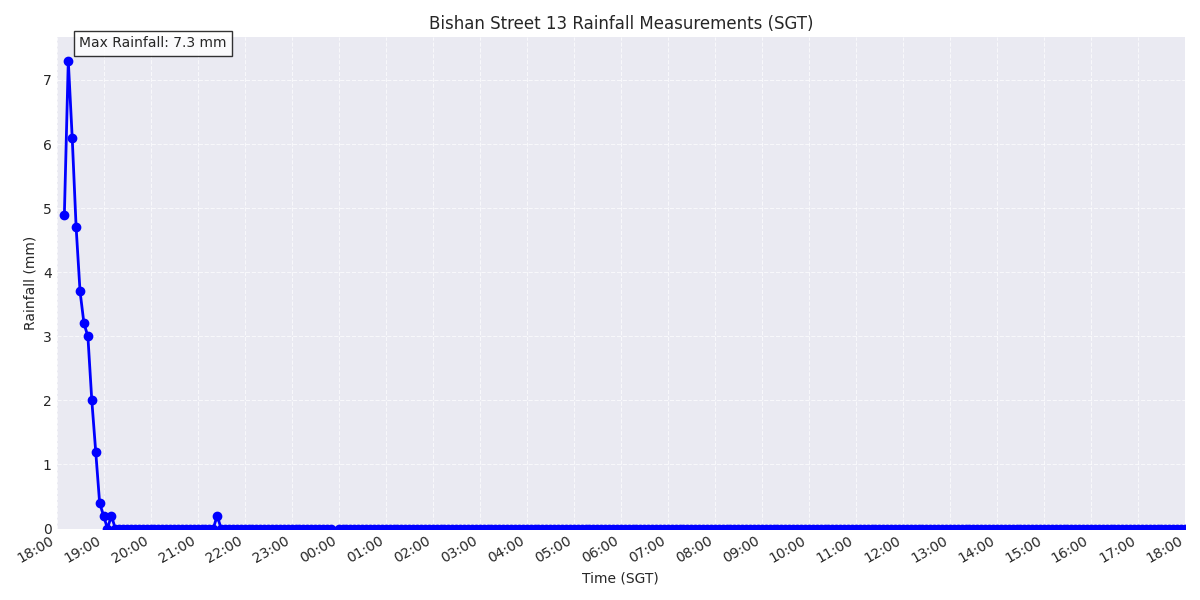 Bishan Street 13 Rainfall Measurements (SGT)
Max Rainfall: 7.3 mm
7
6
5
4
3
2
1
0
Rainfall (mm)
18:00 19:00 20:00 21:00 22:00 23:00 00:00 01:00 02:00 03:00 04:00 05:00 06:00 07:00 08:00 09:00 10:00 11:00 12:00 13:00 14:00 15:00 16:00 17:00 18:00
Time (SGT)